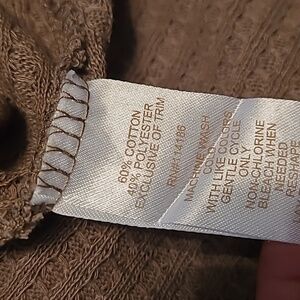 60% COTTON
40% POLYESTER
EXCLUSIVE OF TRIM
RN#114186
MACHINE WASH
COLD
WITH LIKE COLORS
GENTLE CYCLE
ONLY
NON-CHLORINE
BLEACH WHEN
NEEDED
RESHAPE